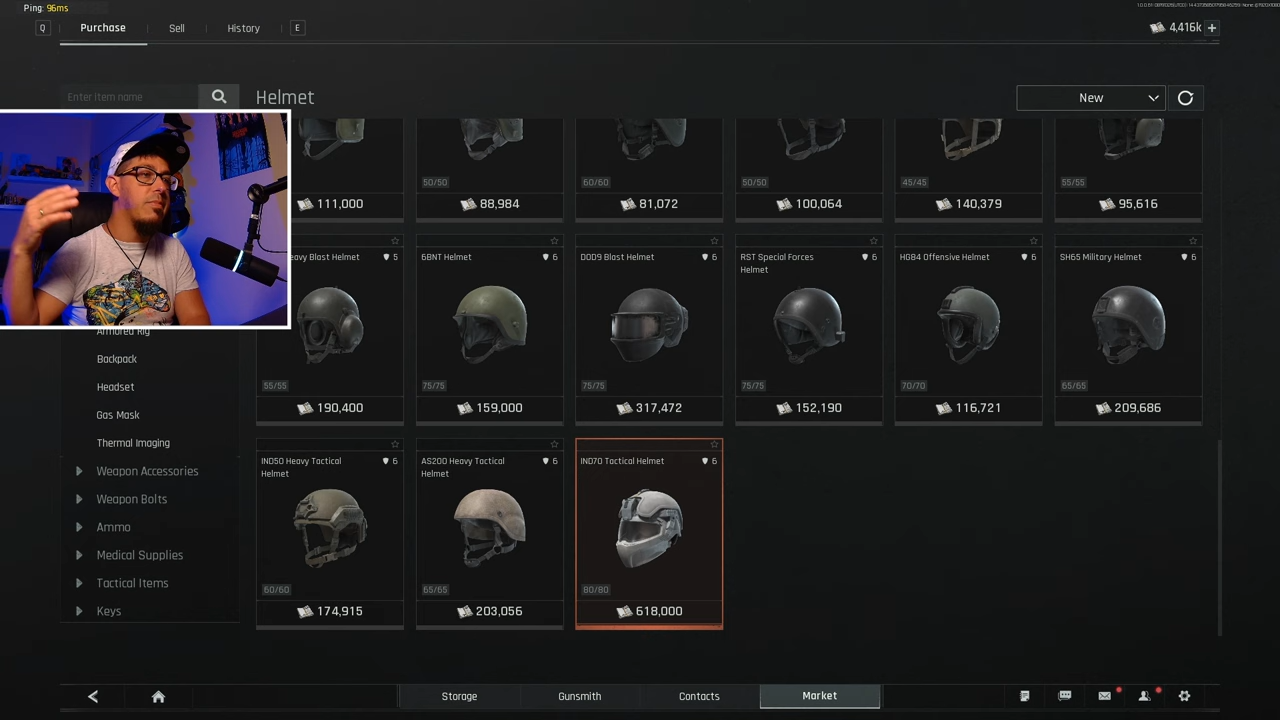 Ping: 96ms
Q Purchase Sell History E
4,416k +
Enter item name
Helmet
New
50/50 60/60 50/50 45/45 55/55
111,000 88,984 81,072 100,064 140,379 95,616
eavy Blast Helmet 5
6BNT Helmet 6
DOD9 Blast Helmet 6
RST Special Forces 6
Helmet
HG84 Offensive Helmet 6
SH65 Military Helmet 6
55/55 75/75 75/75 75/75 70/70 65/65
190,400 159,000 317,472 152,190 116,721 209,686
Armored Rig
Backpack
Headset
Gas Mask
Thermal Imaging
Weapon Accessories
Weapon Bolts
Ammo
Medical Supplies
Tactical Items
Keys
IND50 Heavy Tactical 6
Helmet
AS200 Heavy Tactical 6
Helmet
IND70 Tactical Helmet 6
60/60 65/65 80/80
174,915 203,056 618,000
Storage Gunsmith Contacts Market